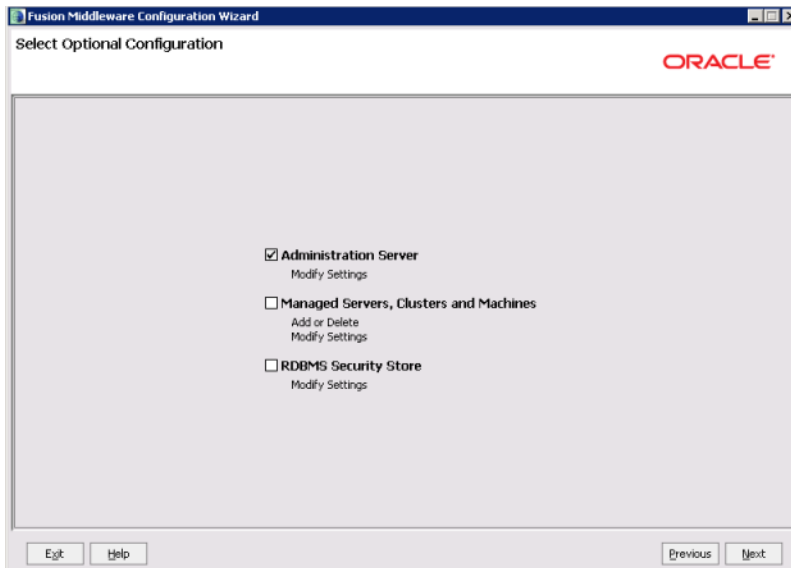 Fusion Middleware Configuration Wizard
Select Optional Configuration
ORACLE
Administration Server
Modify Settings
Managed Servers, Clusters and Machines
Add or Delete
Modify Settings
RDBMS Security Store
Modify Settings
Exit Help Previous Next